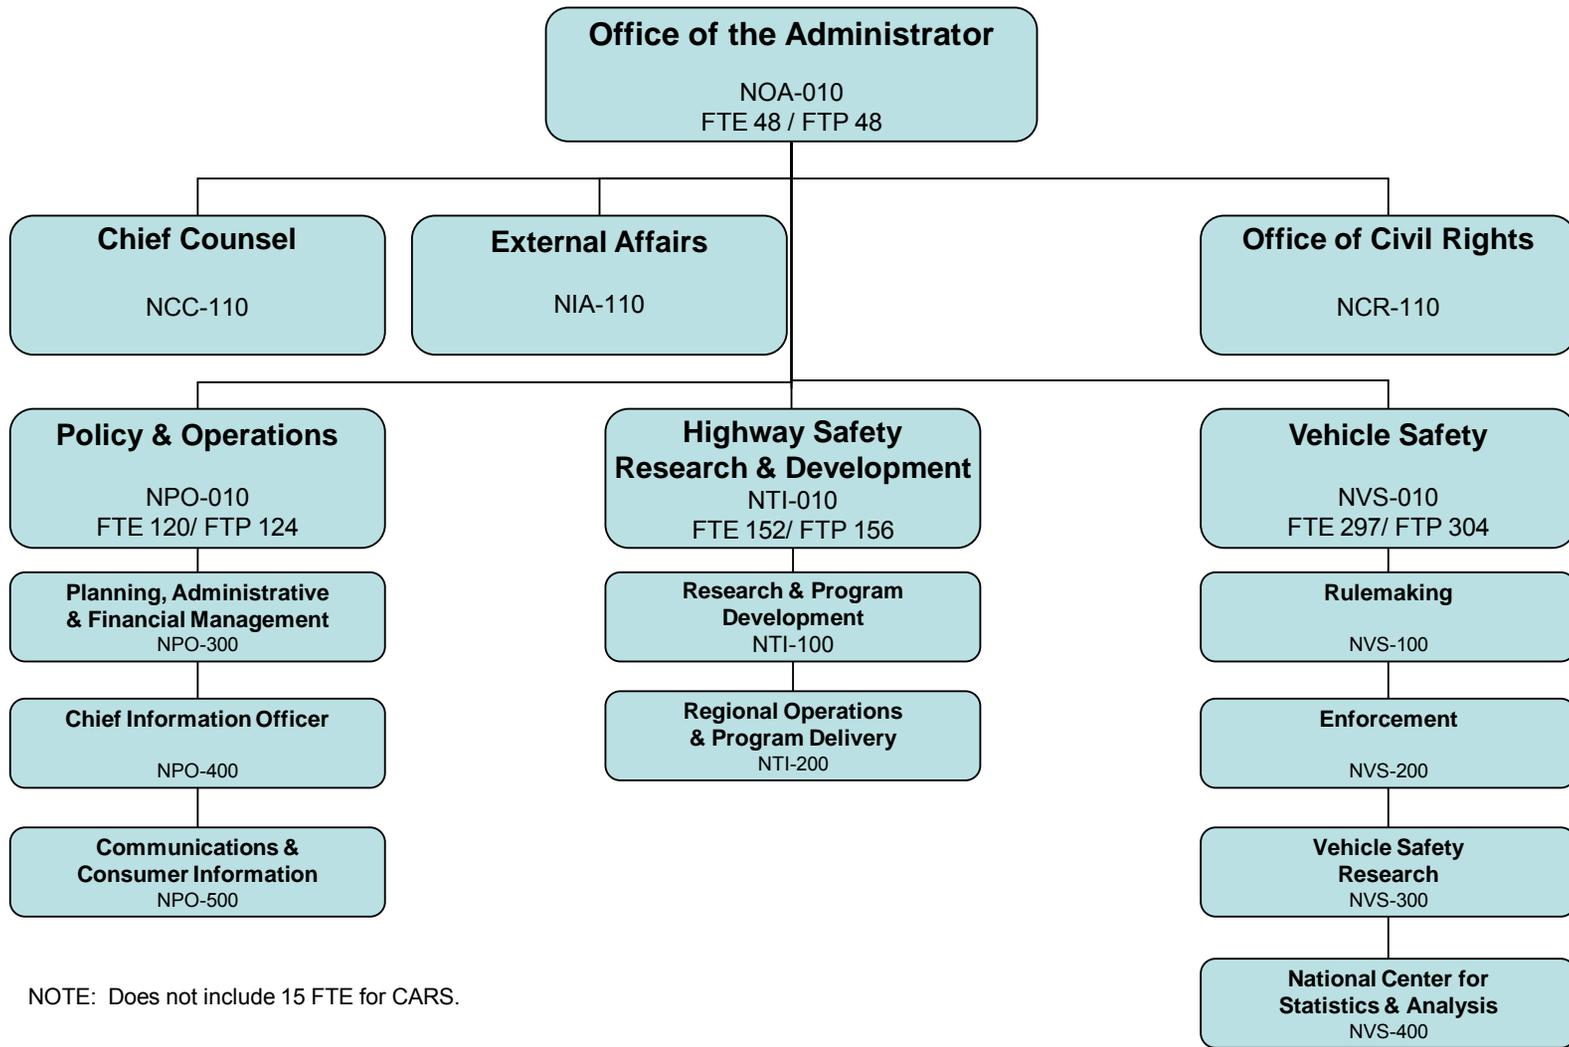 Office of the Administrator
NOA-010
FTE 48 / FTP 48
Chief Counsel
NCC-110
External Affairs
NIA-110
Office of Civil Rights
NCR-110
Policy & Operations
NPO-010
FTE 120/ FTP 124
Highway Safety
Research & Development
NTI-010
FTE 152/ FTP 156
Vehicle Safety
NVS-010
FTE 297/ FTP 304
Planning, Administrative
& Financial Management
NPO-300
Chief Information Officer
NPO-400
Communications &
Consumer Information
NPO-500
Research & Program
Development
NTI-100
Regional Operations
& Program Delivery
NTI-200
Rulemaking
NVS-100
Enforcement
NVS-200
Vehicle Safety
Research
NVS-300
National Center for
Statistics & Analysis
NVS-400
NOTE: Does not include 15 FTE for CARS.